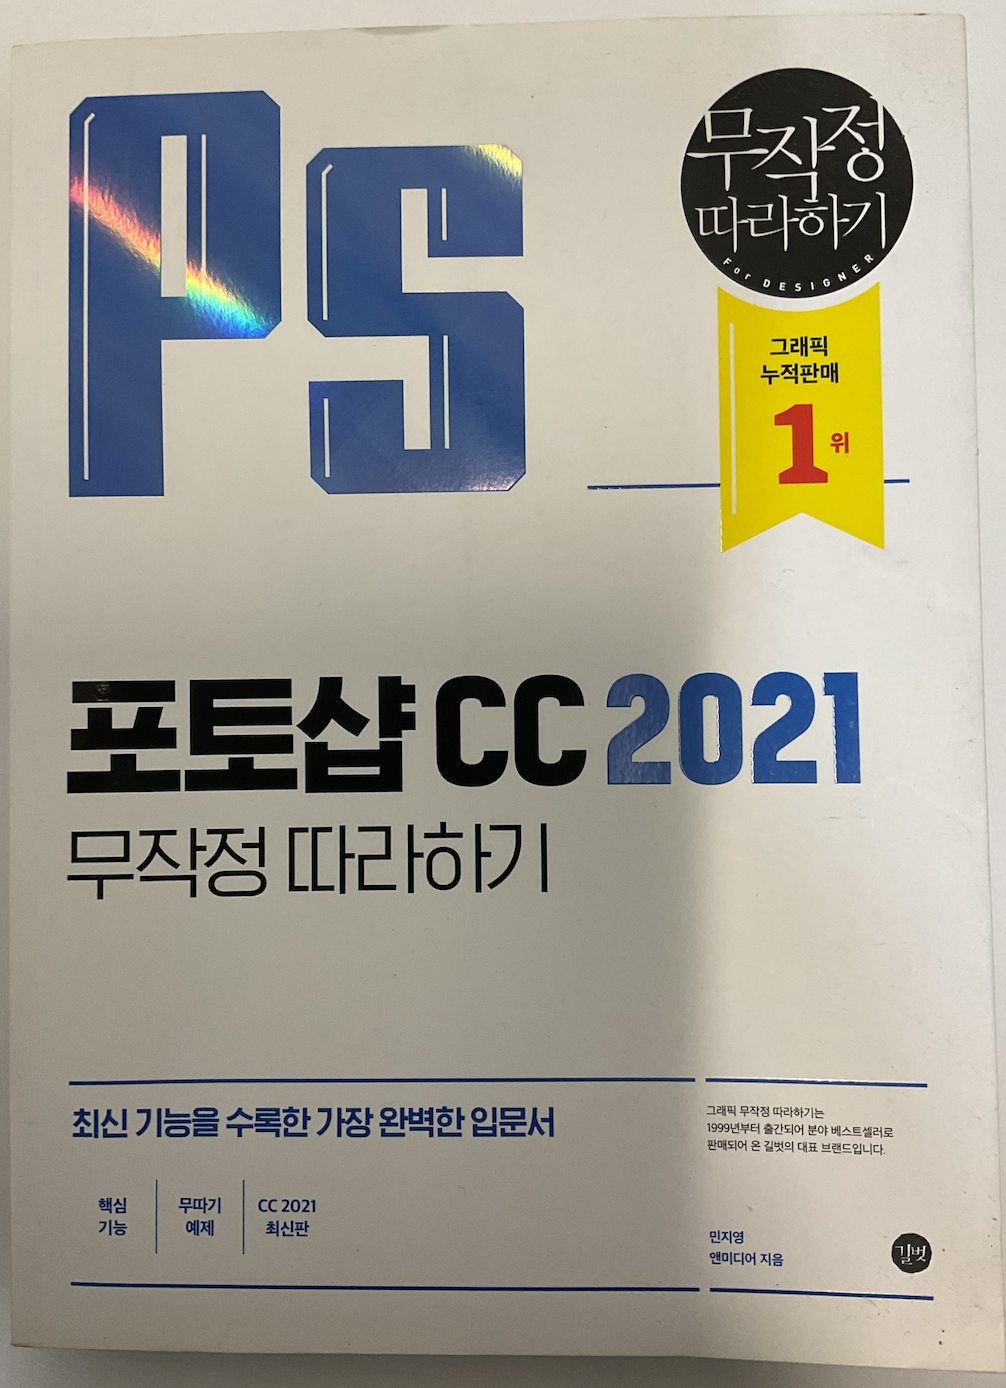 Ps
무작정
따라하기
For DESIGNER
그래픽
누적판매
1위
포토샵 CC 2021
무작정 따라하기
최신 기능을 수록한 가장 완벽한 입문서
핵심
기능
무따기
예제
CC 2021
최신판
그래픽 무작정 따라하기는
1999년부터 출간되어 분야 베스트셀러로
판매되어 온 길벗의 대표 브랜드입니다.
민지영
앤미디어 지음
길벗